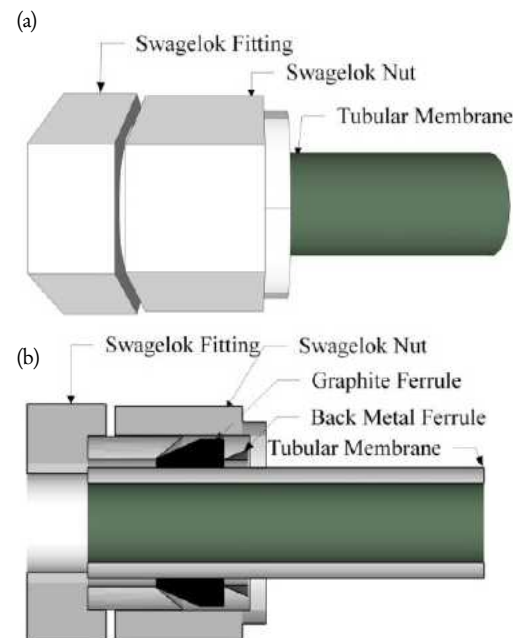 (a)
Swagelok Fitting
Swagelok Nut
Tubular Membrane
(b)
Swagelok Fitting
Swagelok Nut
Graphite Ferrule
Back Metal Ferrule
Tubular Membrane